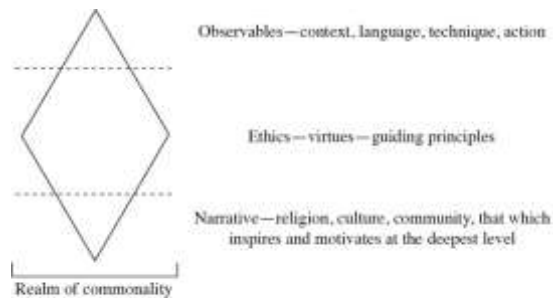 Observables—context, language, technique, action
Ethics—virtues—guiding principles
Narrative—religion, culture, community, that which
inspires and motivates at the deepest level
Realm of commonality